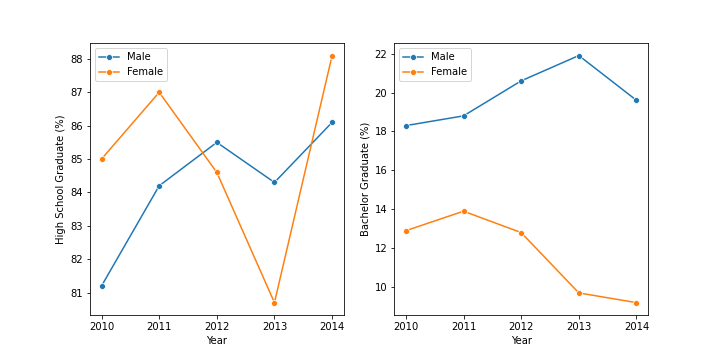 Male
Female
High School Graduate (%)
88
87
86
85
84
83
82
81
2010 2011 2012 2013 2014
Year
Male
Female
Bachelor Graduate (%)
22
20
18
16
14
12
10
2010 2011 2012 2013 2014
Year